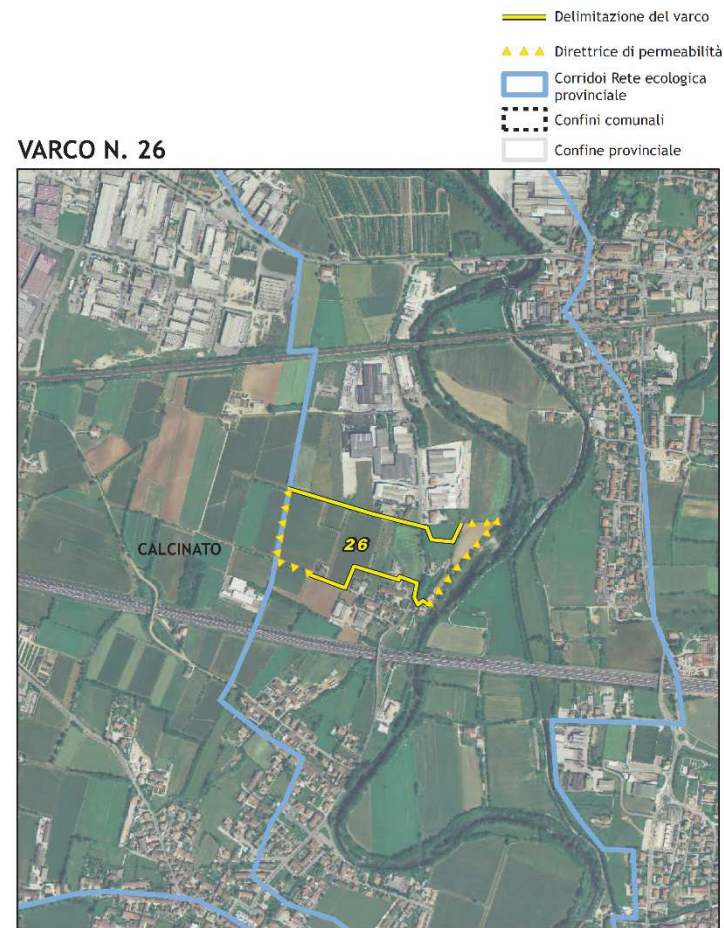 Delimitazione del varco
Direttrice di permeabilità
Corridoi Rete ecologica
provinciale
Confini comunali
Confine provinciale
VARCO N. 26
26
CALCINATO